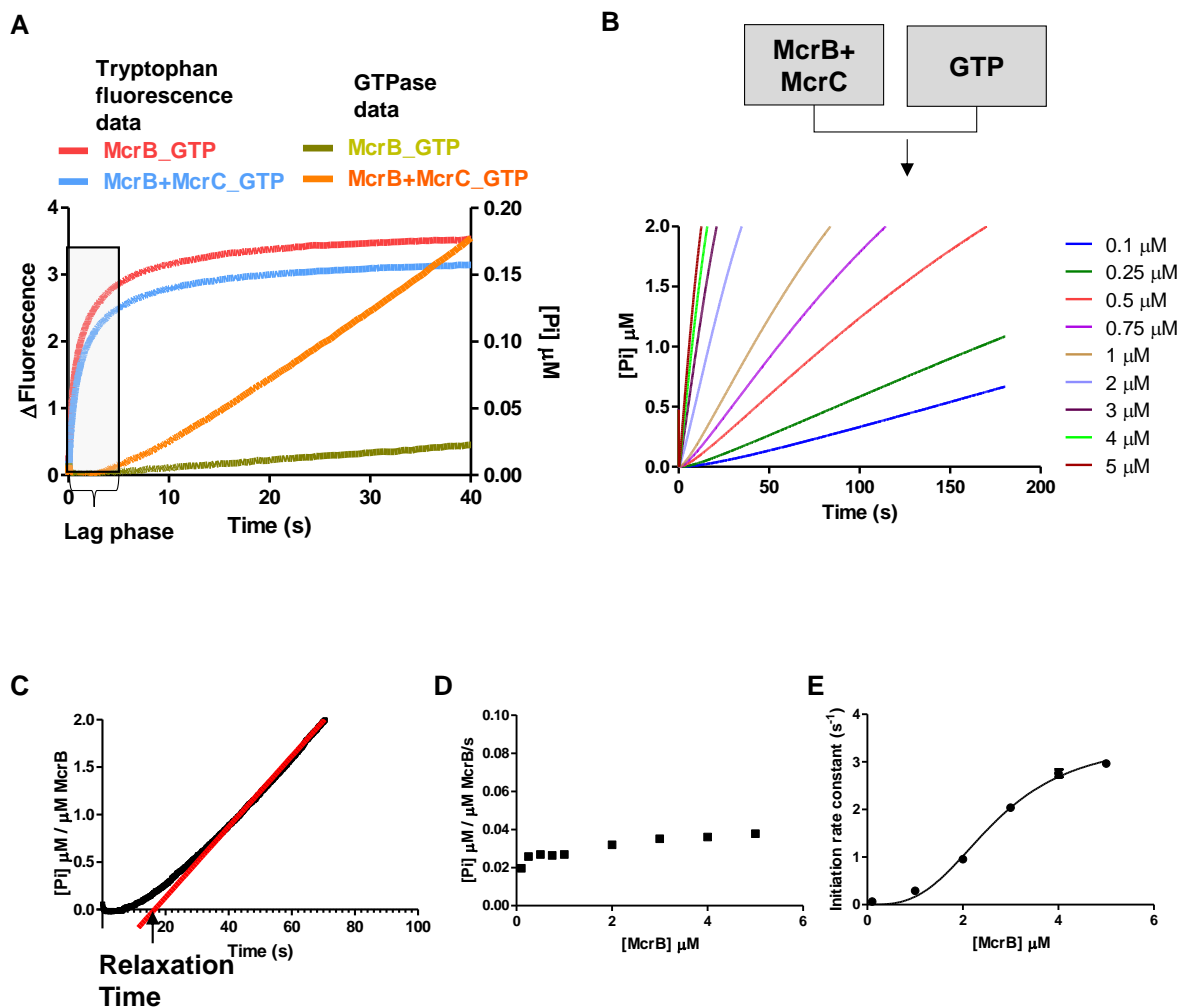 A
Tryptophan
fluorescence
data
GTPase
data
McrB_GTP
McrB_GTP
McrB+McrC_GTP
McrB+McrC_GTP
4
3
2
1
0
Δ Fluorescence
0.20
0.15
0.10
0.05
0.00
[Pi] μM
0 10 20 30 40
Time (s)
Lag phase
B
McrB+
McrC
GTP
2.0
1.5
1.0
0.5
0.0
[Pi] μM
0 50 100 150 200
Time (s)
0.1 μM
0.25 μM
0.5 μM
0.75 μM
1 μM
2 μM
3 μM
4 μM
5 μM
C
2.0
1.5
1.0
0.5
0.0
[Pi] μM / μM McrB
20 40 60 80 100
Time (s)
Relaxation
Time
D
0.10
0.08
0.06
0.04
0.02
0.00
[Pi] μM / μM McrB/s
0 2 4 6
[McrB] μM
E
4
3
2
1
0
Initiation rate constant (s⁻¹)
0 2 4 6
[McrB] μM